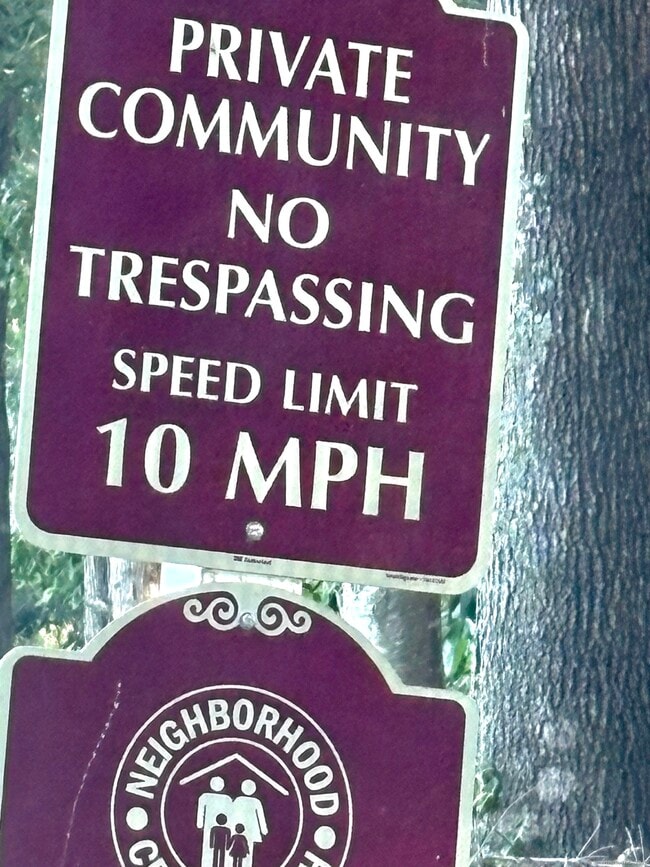 PRIVATE
COMMUNITY
NO
TRESPASSING
SPEED LIMIT
10 MPH
NEIGHBORHOOD